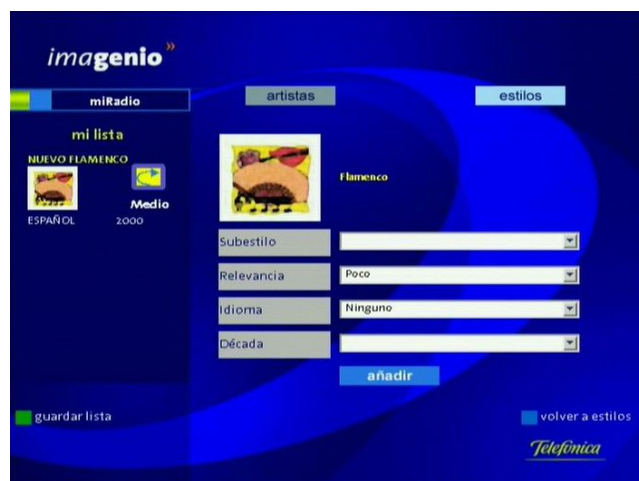 imagenio»
miRadio
artistas
estilos
mi lista
NUEVO FLAMENCO
Medio
ESPAÑOL 2000
Flamenco
Subestilo
Relevancia Poco
Idioma Ninguno
Década
añadir
guardar lista
volver a estilos
Telefónica